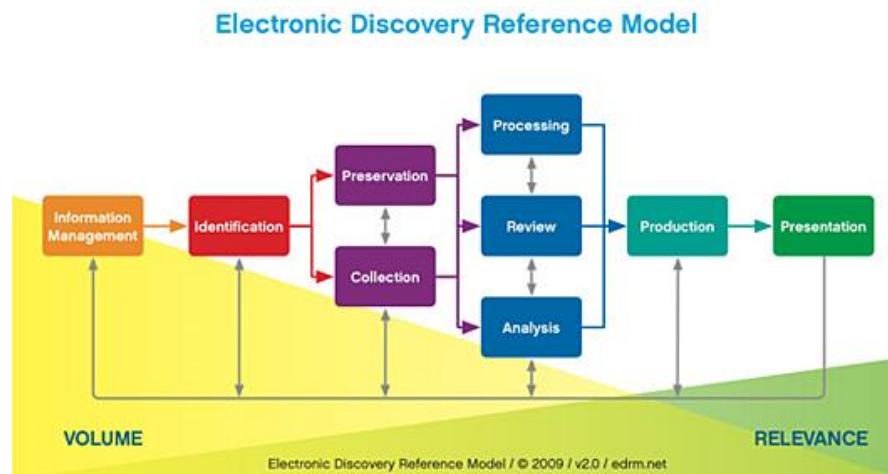 Electronic Discovery Reference Model
Processing
Preservation
Information
Management
Identification
Review
Production
Presentation
Collection
Analysis
VOLUME
RELEVANCE
Electronic Discovery Reference Model / © 2009 / v2.0 / edrm.net